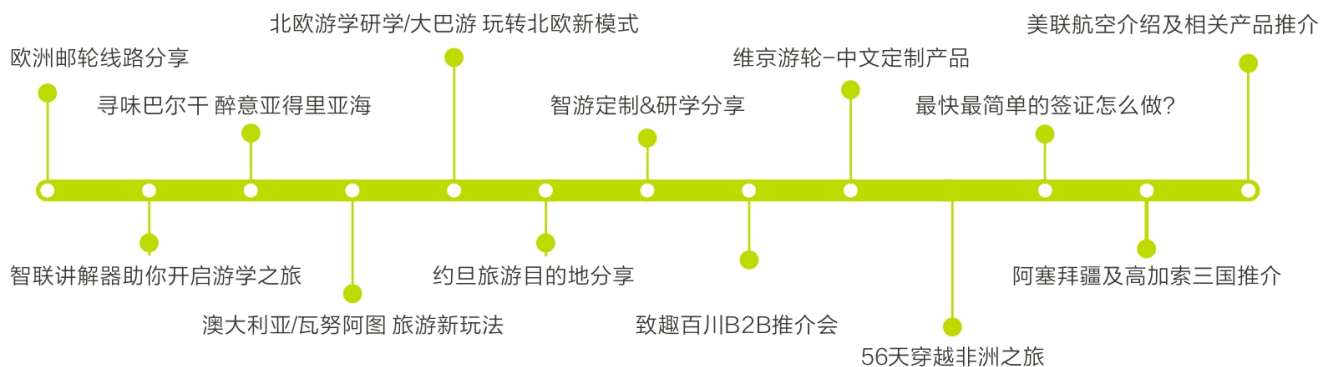 北欧游学研学/大巴游 玩转北欧新模式
美联航空介绍及相关产品推介
欧洲邮轮线路分享
维京游轮-中文定制产品
寻味巴尔干 醉意亚得里亚海
智游定制&研学分享
最快最简单的签证怎么做?
智联讲解器助你开启游学之旅
约旦旅游目的地分享
阿塞拜疆及高加索三国推介
澳大利亚/瓦努阿图 旅游新玩法
致趣百川B2B推介会
56天穿越非洲之旅